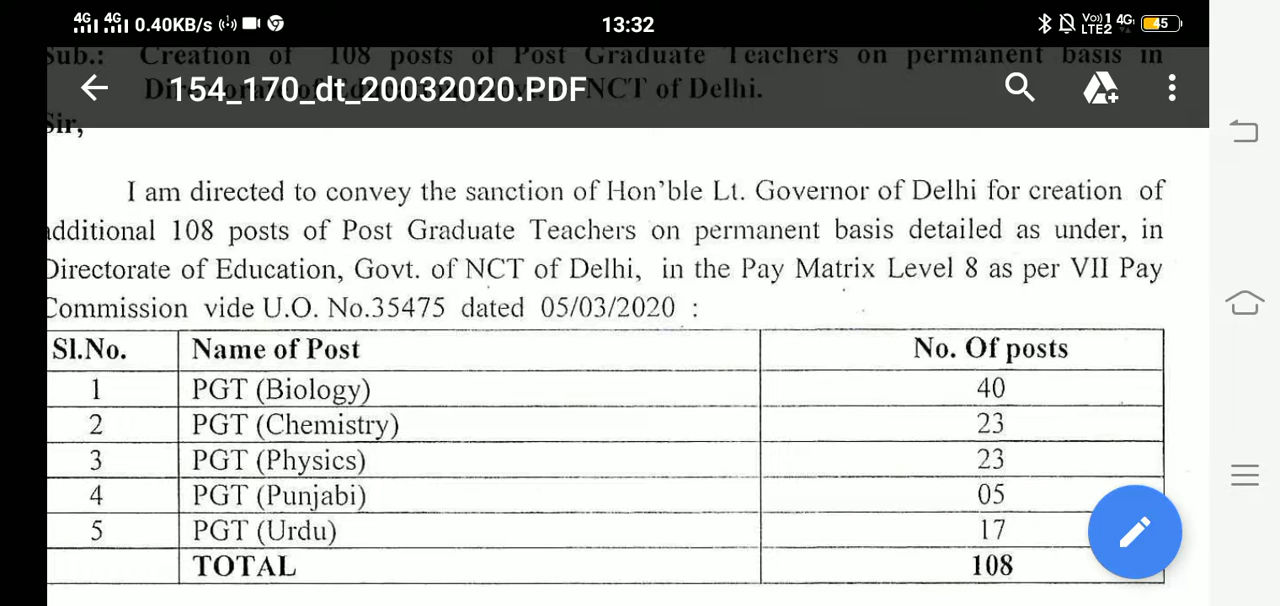 4G 4G 0.40KB/s 13:32 Vo) 1 LTE2 4G 45
Sub.: Creation of 108 posts of Post Graduate Teachers on permanent basis in
154_170_dt_20032020.PDF
NCT of Delhi.
Sir,
I am directed to convey the sanction of Hon'ble Lt. Governor of Delhi for creation of
additional 108 posts of Post Graduate Teachers on permanent basis detailed as under, in
Directorate of Education, Govt. of NCT of Delhi, in the Pay Matrix Level 8 as per VII Pay
Commission vide U.O. No.35475 dated 05/03/2020 :
Sl.No. Name of Post No. Of posts
1 PGT (Biology) 40
2 PGT (Chemistry) 23
3 PGT (Physics) 23
4 PGT (Punjabi) 05
5 PGT (Urdu) 17
TOTAL 108